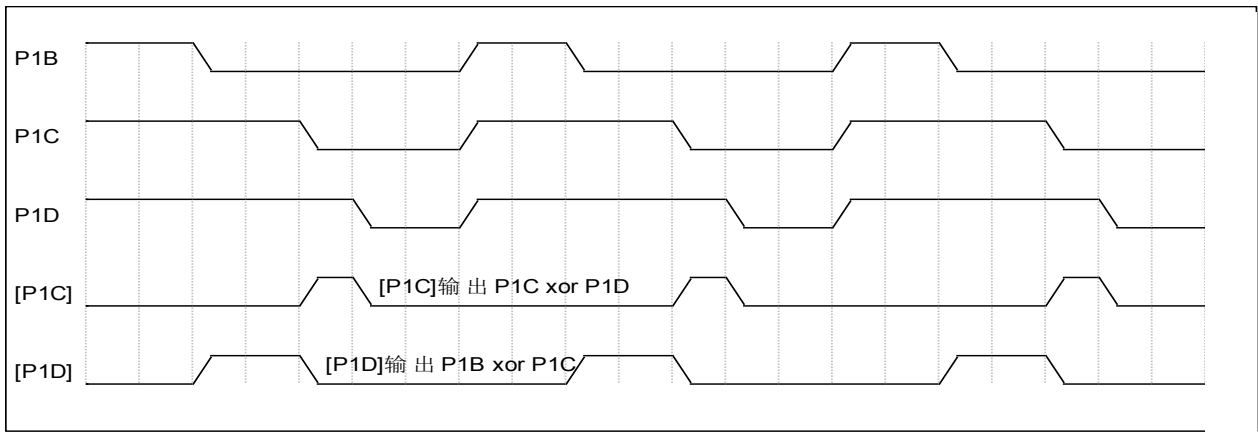 P1B
P1C
P1D
[P1C]
[P1C]输 出 P1C xor P1D
[P1D]
[P1D]输 出 P1B xor P1C